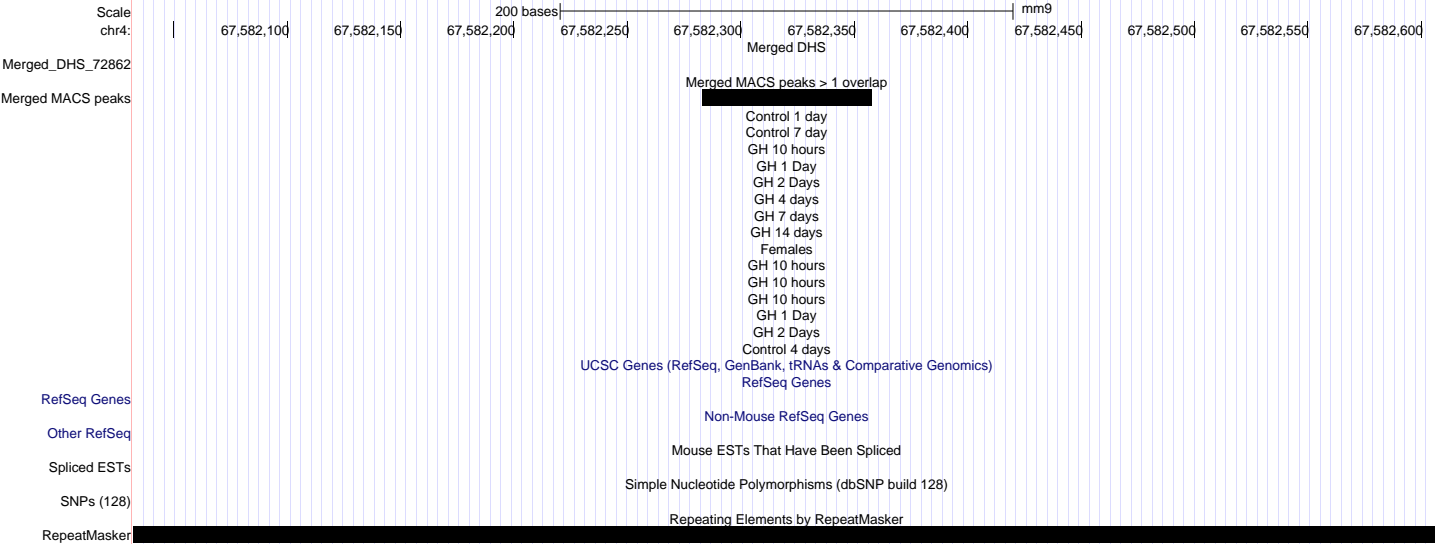 Scale 200 bases mm9
chr4: 67,582,100 67,582,150 67,582,200 67,582,250 67,582,300 67,582,350 67,582,400 67,582,450 67,582,500 67,582,550 67,582,600
Merged DHS
Merged_DHS_72862
Merged MACS peaks > 1 overlap
Merged MACS peaks
Control 1 day
Control 7 day
GH 10 hours
GH 1 Day
GH 2 Days
GH 4 days
GH 7 days
GH 14 days
Females
GH 10 hours
GH 10 hours
GH 10 hours
GH 1 Day
GH 2 Days
Control 4 days
UCSC Genes (RefSeq, GenBank, tRNAs & Comparative Genomics)
RefSeq Genes
RefSeq Genes
Non-Mouse RefSeq Genes
Other RefSeq
Mouse ESTs That Have Been Spliced
Spliced ESTs
Simple Nucleotide Polymorphisms (dbSNP build 128)
SNPs (128)
Repeating Elements by RepeatMasker
RepeatMasker